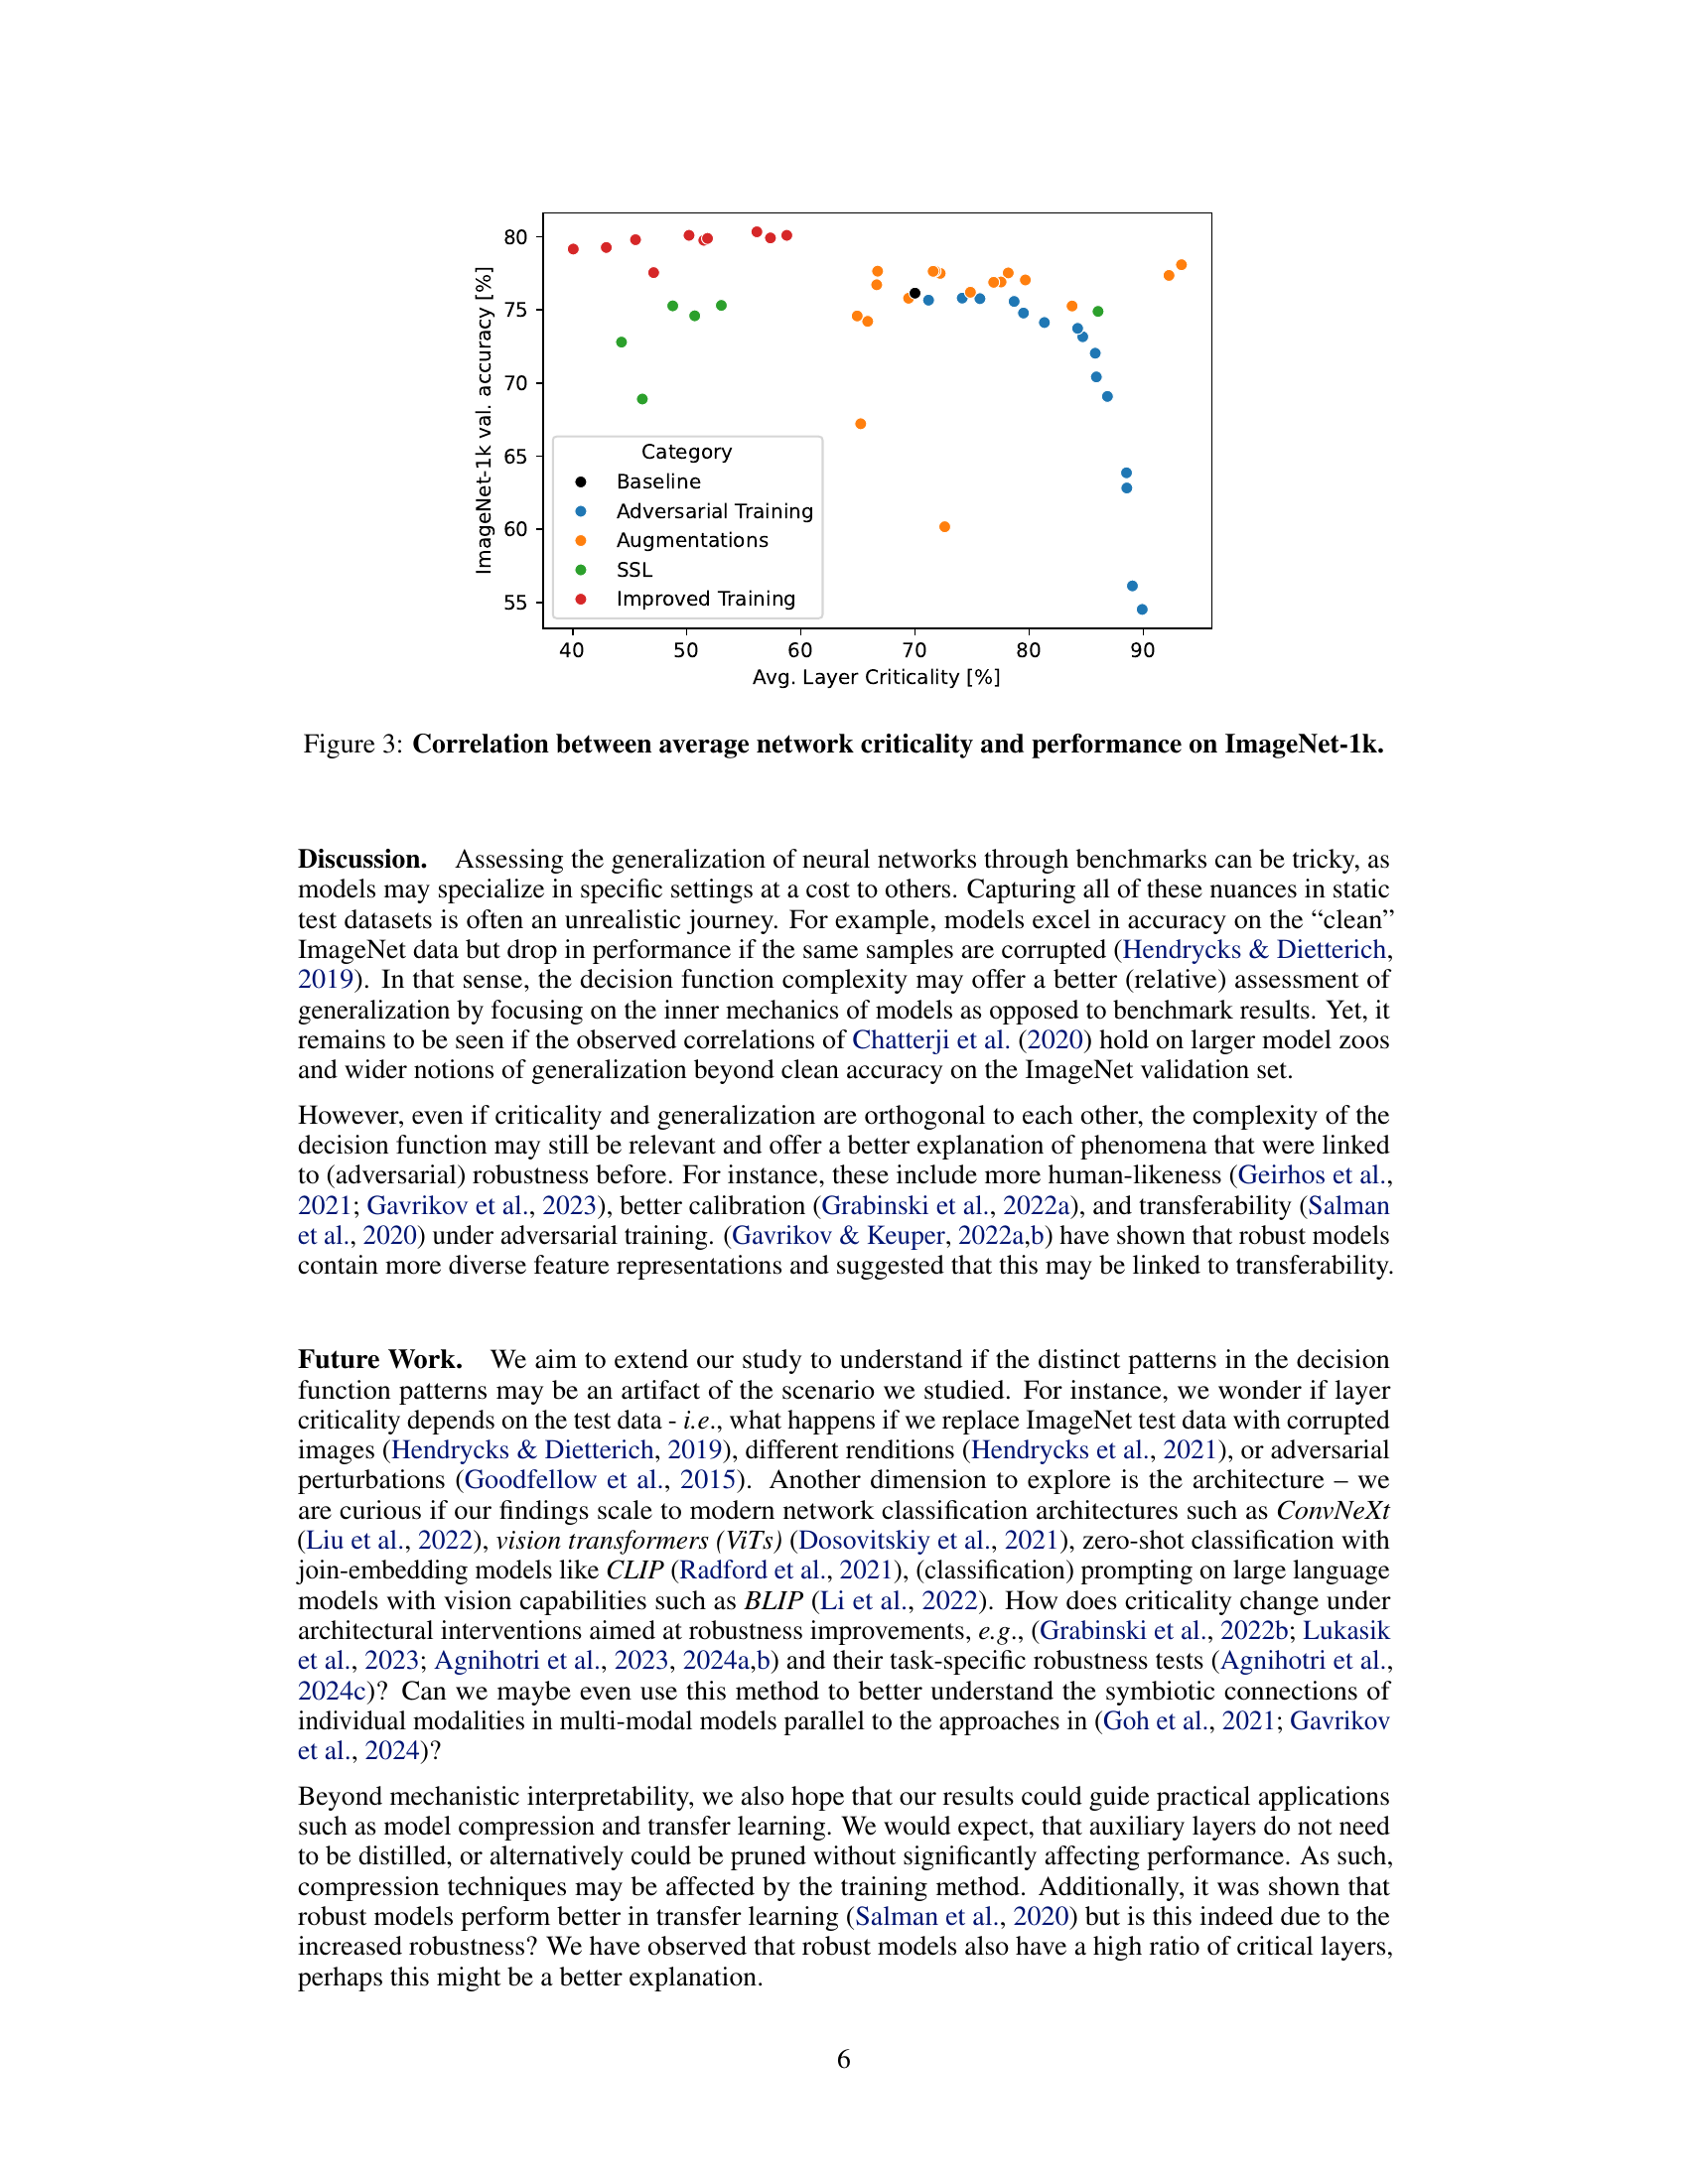 80
75
70
65
60
55
ImageNet-1k val. accuracy [%]
Category
Baseline
Adversarial Training
Augmentations
SSL
Improved Training
40 50 60 70 80 90
Avg. Layer Criticality [%]
Figure 3: Correlation between average network criticality and performance on ImageNet-1k.
Discussion. Assessing the generalization of neural networks through benchmarks can be tricky, as
models may specialize in specific settings at a cost to others. Capturing all of these nuances in static
test datasets is often an unrealistic journey. For example, models excel in accuracy on the “clean”
ImageNet data but drop in performance if the same samples are corrupted (Hendrycks & Dietterich,
2019). In that sense, the decision function complexity may offer a better (relative) assessment of
generalization by focusing on the inner mechanics of models as opposed to benchmark results. Yet, it
remains to be seen if the observed correlations of Chatterji et al. (2020) hold on larger model zoos
and wider notions of generalization beyond clean accuracy on the ImageNet validation set.
However, even if criticality and generalization are orthogonal to each other, the complexity of the
decision function may still be relevant and offer a better explanation of phenomena that were linked
to (adversarial) robustness before. For instance, these include more human-likeness (Geirhos et al.,
2021; Gavrikov et al., 2023), better calibration (Grabinski et al., 2022a), and transferability (Salman
et al., 2020) under adversarial training. (Gavrikov & Keuper, 2022a,b) have shown that robust models
contain more diverse feature representations and suggested that this may be linked to transferability.
Future Work. We aim to extend our study to understand if the distinct patterns in the decision
function patterns may be an artifact of the scenario we studied. For instance, we wonder if layer
criticality depends on the test data - i.e., what happens if we replace ImageNet test data with corrupted
images (Hendrycks & Dietterich, 2019), different renditions (Hendrycks et al., 2021), or adversarial
perturbations (Goodfellow et al., 2015). Another dimension to explore is the architecture – we
are curious if our findings scale to modern network classification architectures such as ConvNeXt
(Liu et al., 2022), vision transformers (ViTs) (Dosovitskiy et al., 2021), zero-shot classification with
join-embedding models like CLIP (Radford et al., 2021), (classification) prompting on large language
models with vision capabilities such as BLIP (Li et al., 2022). How does criticality change under
architectural interventions aimed at robustness improvements, e.g., (Grabinski et al., 2022b; Lukasik
et al., 2023; Agnihotri et al., 2023, 2024a,b) and their task-specific robustness tests (Agnihotri et al.,
2024c)? Can we maybe even use this method to better understand the symbiotic connections of
individual modalities in multi-modal models parallel to the approaches in (Goh et al., 2021; Gavrikov
et al., 2024)?
Beyond mechanistic interpretability, we also hope that our results could guide practical applications
such as model compression and transfer learning. We would expect, that auxiliary layers do not need
to be distilled, or alternatively could be pruned without significantly affecting performance. As such,
compression techniques may be affected by the training method. Additionally, it was shown that
robust models perform better in transfer learning (Salman et al., 2020) but is this indeed due to the
increased robustness? We have observed that robust models also have a high ratio of critical layers,
perhaps this might be a better explanation.
6